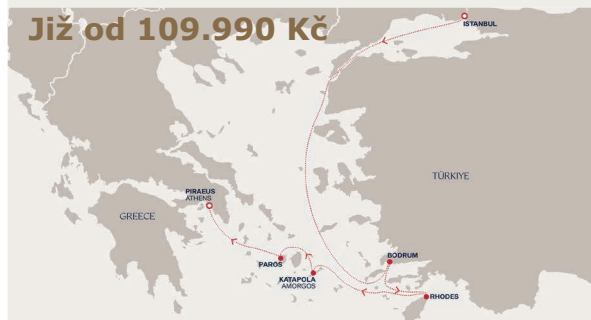 Již od 109.990 Kč
ISTANBUL
TÜRKIYE
PIRAEUS
ATHENS
GREECE
BODRUM
PAROS
KATAPOLA
AMORGOS
RHODES